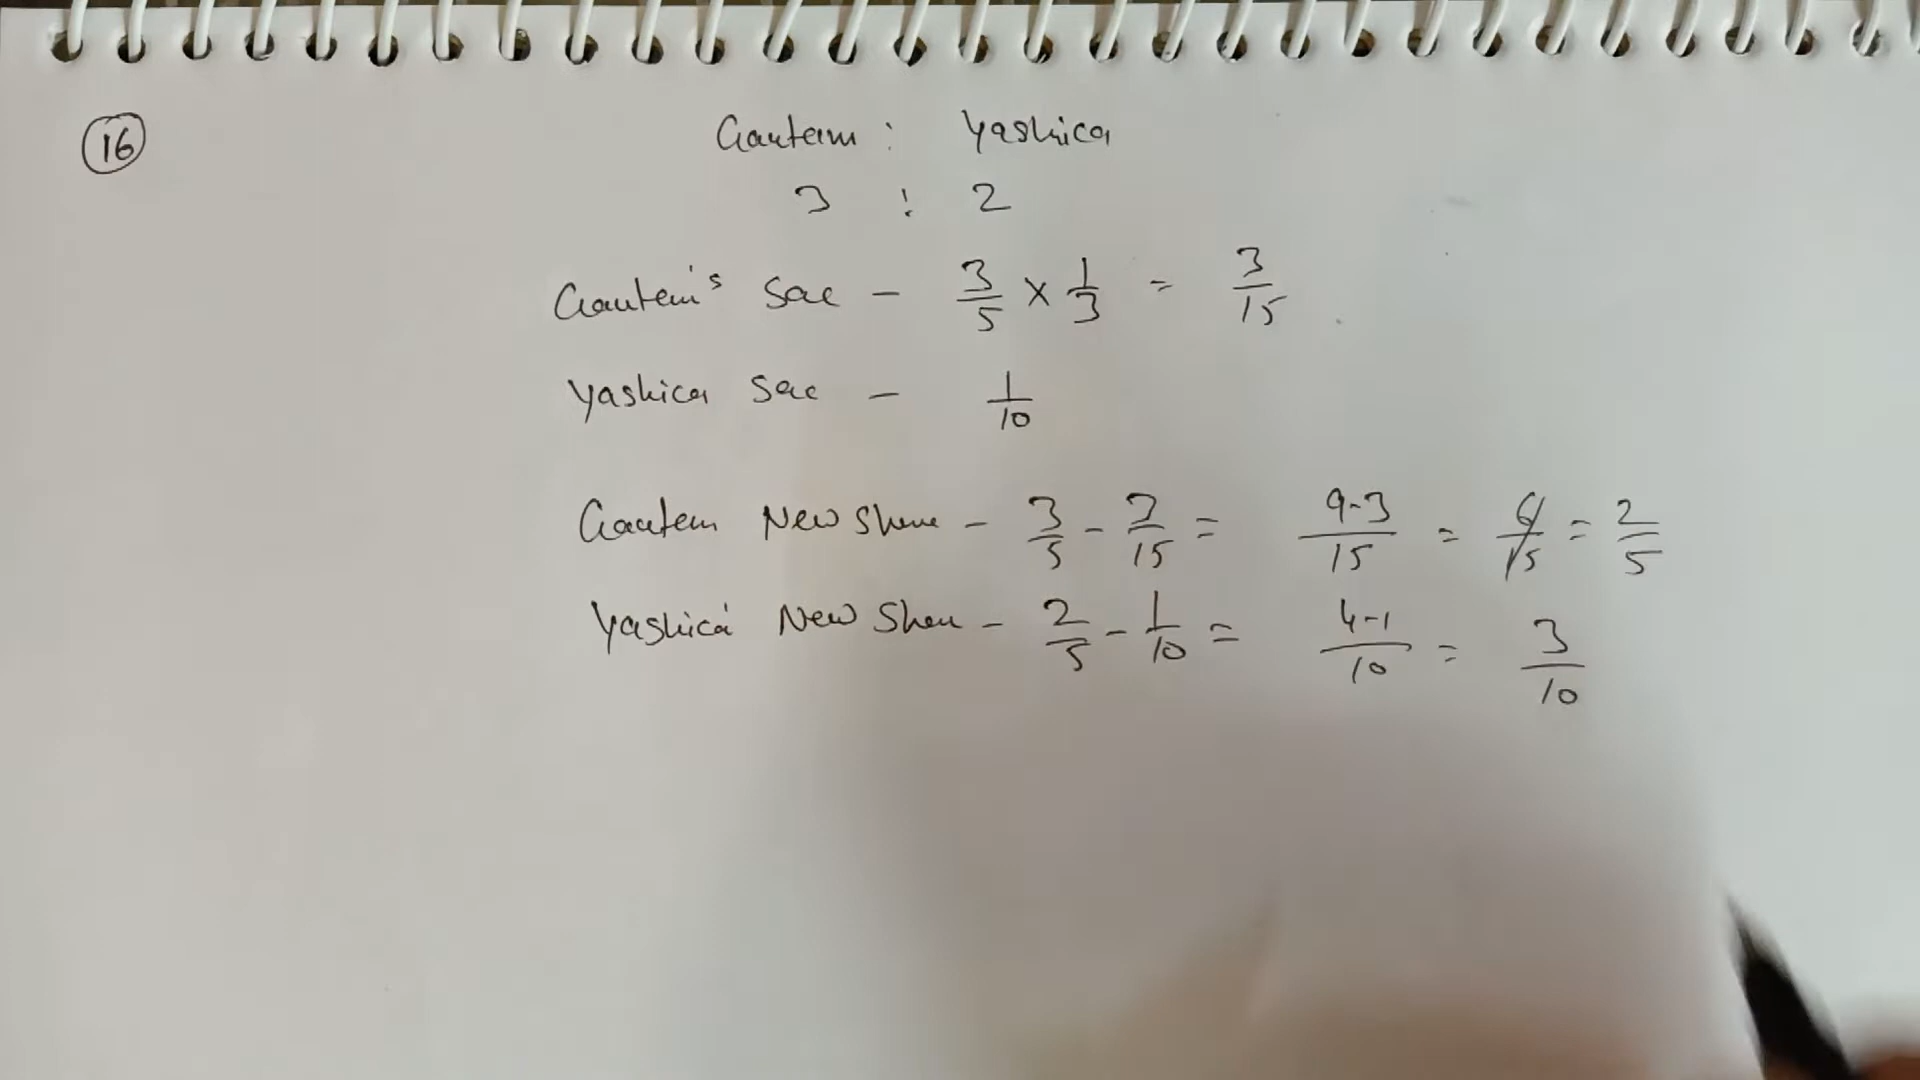 16
Gautam : Yashica
3 : 2
Gautam's Sac - 3/5 x 1/3 = 3/15
Yashica Sac - 1/10
Gautam New Share - 3/5 - 3/15 = 9-3/15 = 6/15 = 2/5
Yashica' New Share - 2/5 - 1/10 = 4-1/10 = 3/10